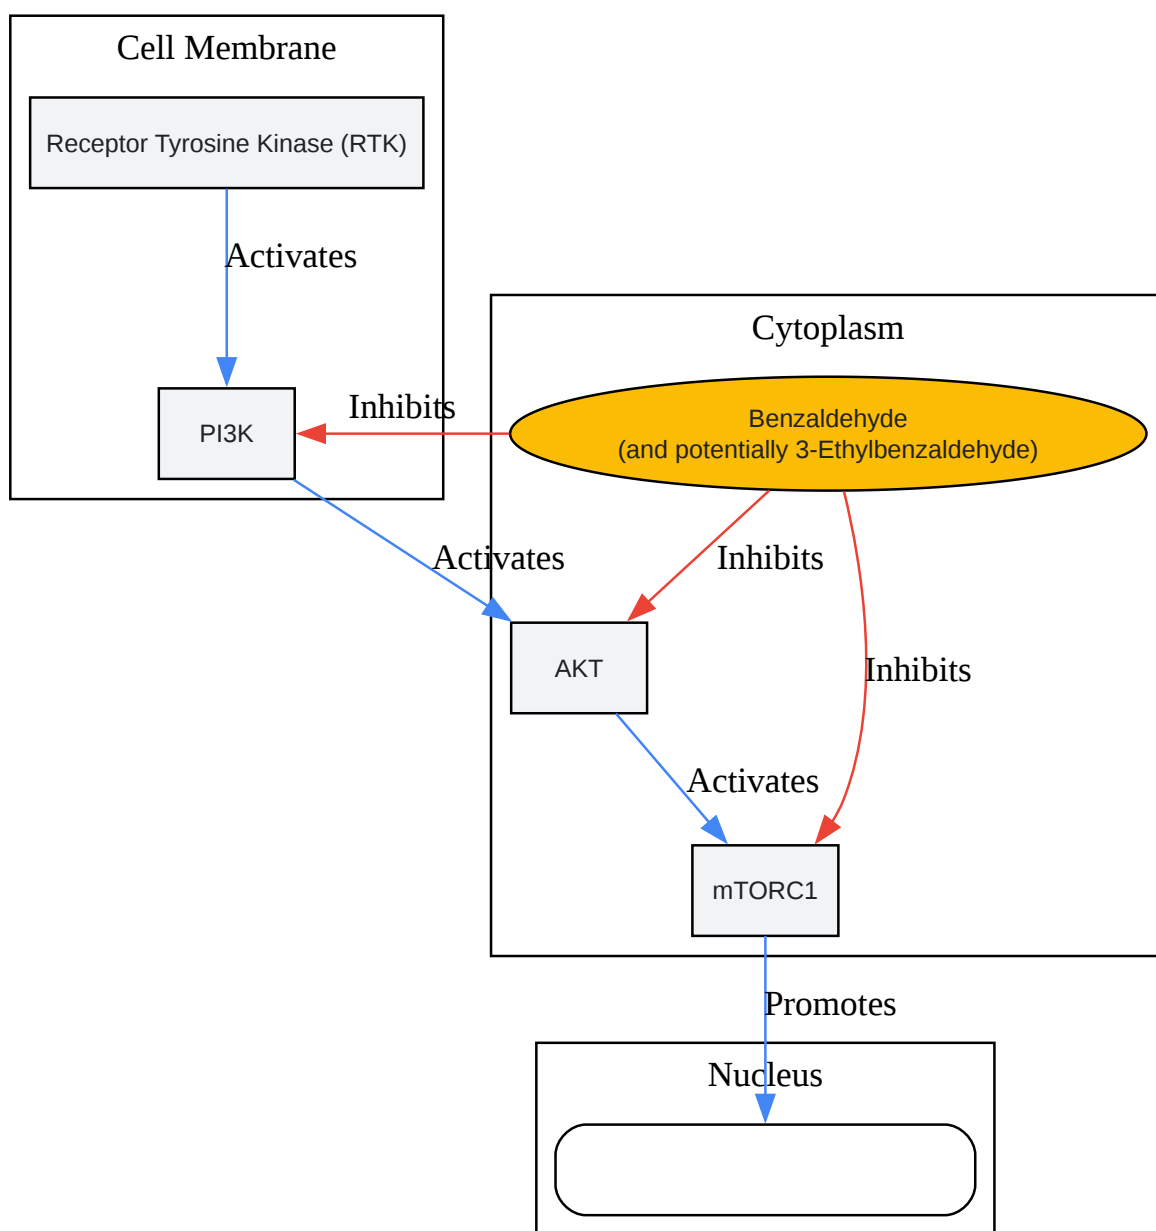 Cell Membrane
Receptor Tyrosine Kinase (RTK)
Activates
Cytoplasm
Inhibits
Benzaldehyde
(and potentially 3-Ethylbenzaldehyde)
PI3K
Activates
Inhibits
AKT
Inhibits
Activates
mTORC1
Promotes
Nucleus